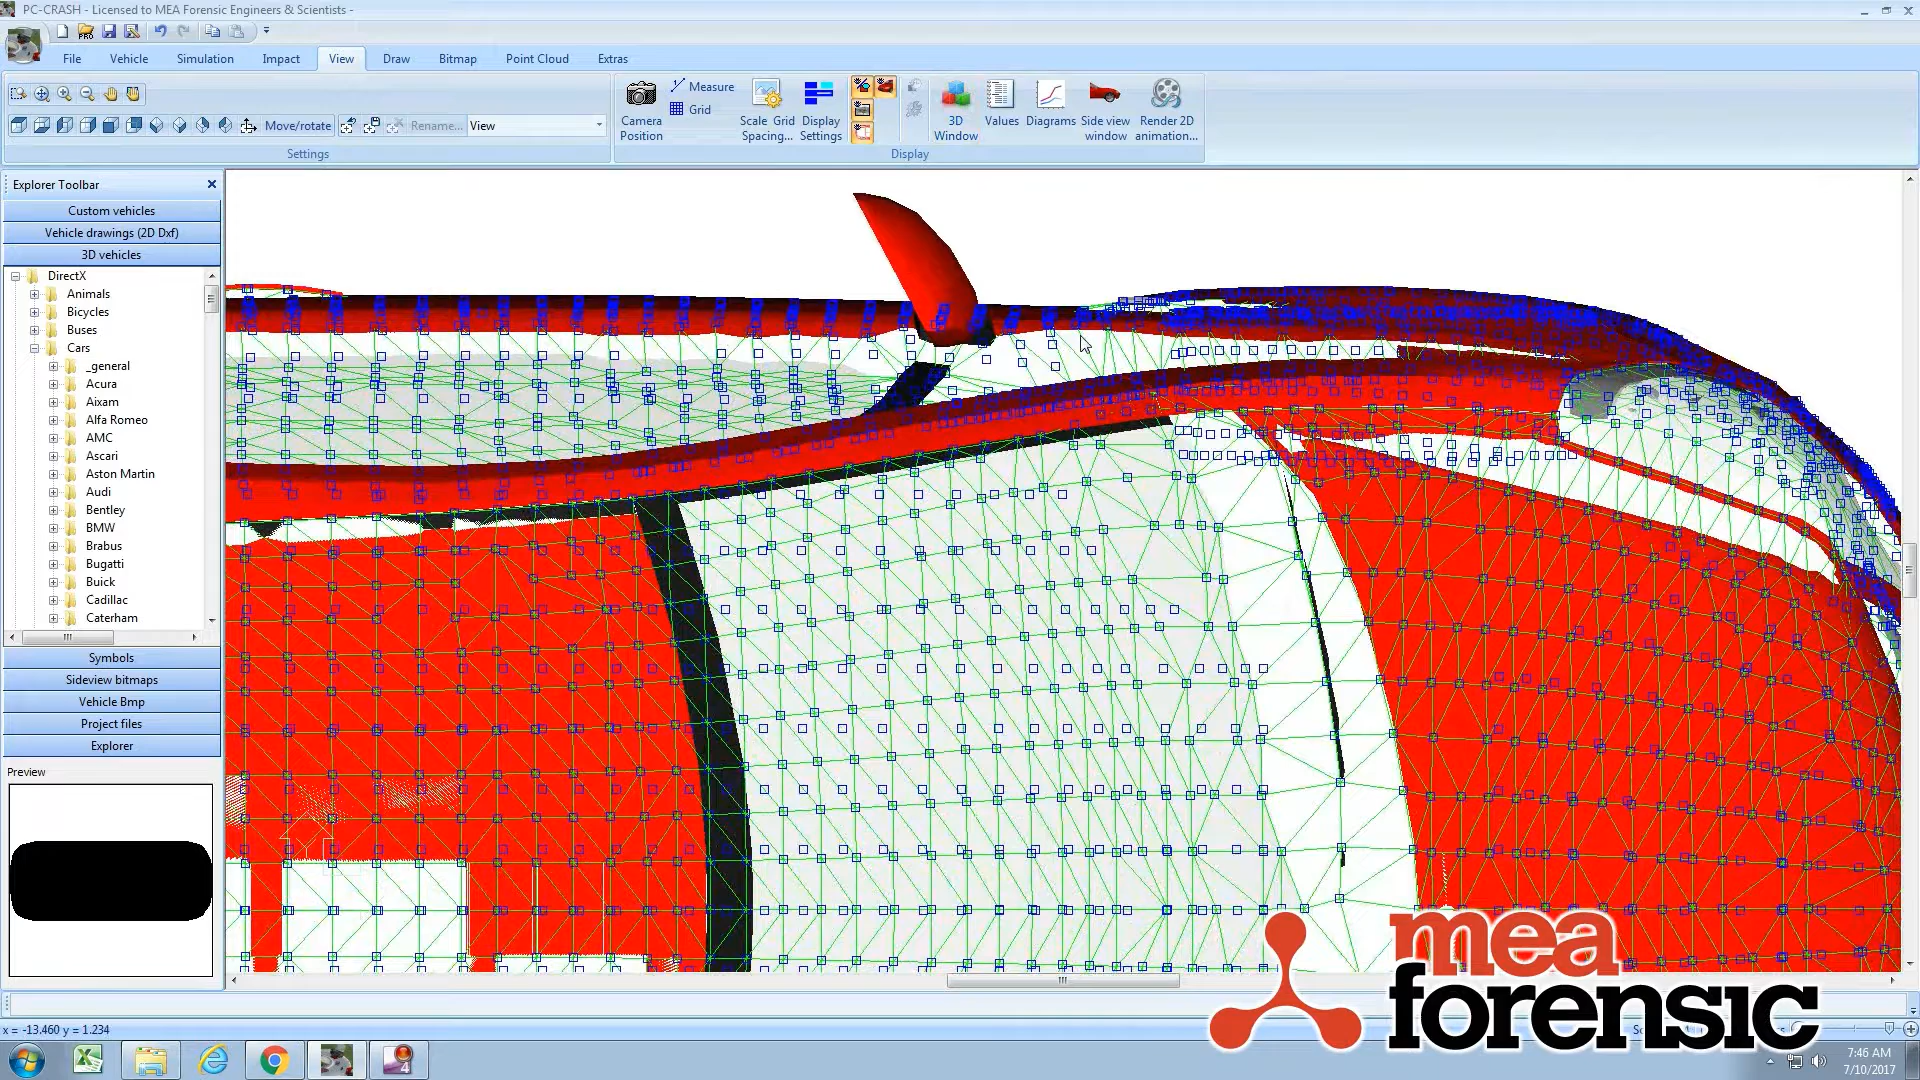 PC-CRASH - Licensed to MEA Forensic Engineers & Scientists -
File Vehicle Simulation Impact View Draw Bitmap Point Cloud Extras
Move/rotate Rename... View
Settings
Camera Position
Measure
Grid
Scale Grid Spacing...
Display Settings
3D Window
Values
Diagrams
Side view window
Render 2D animation...
Display
Explorer Toolbar
Custom vehicles
Vehicle drawings (2D Dxf)
3D vehicles
DirectX
Animals
Bicycles
Buses
Cars
_general
Acura
Aixam
Alfa Romeo
AMC
Ascari
Aston Martin
Audi
Bentley
BMW
Brabus
Bugatti
Buick
Cadillac
Caterham
Symbols
Sideview bitmaps
Vehicle Bmp
Project files
Explorer
Preview
mea
forensic
x = -13.460 y = 1.234
4
7:46 AM
7/10/2017